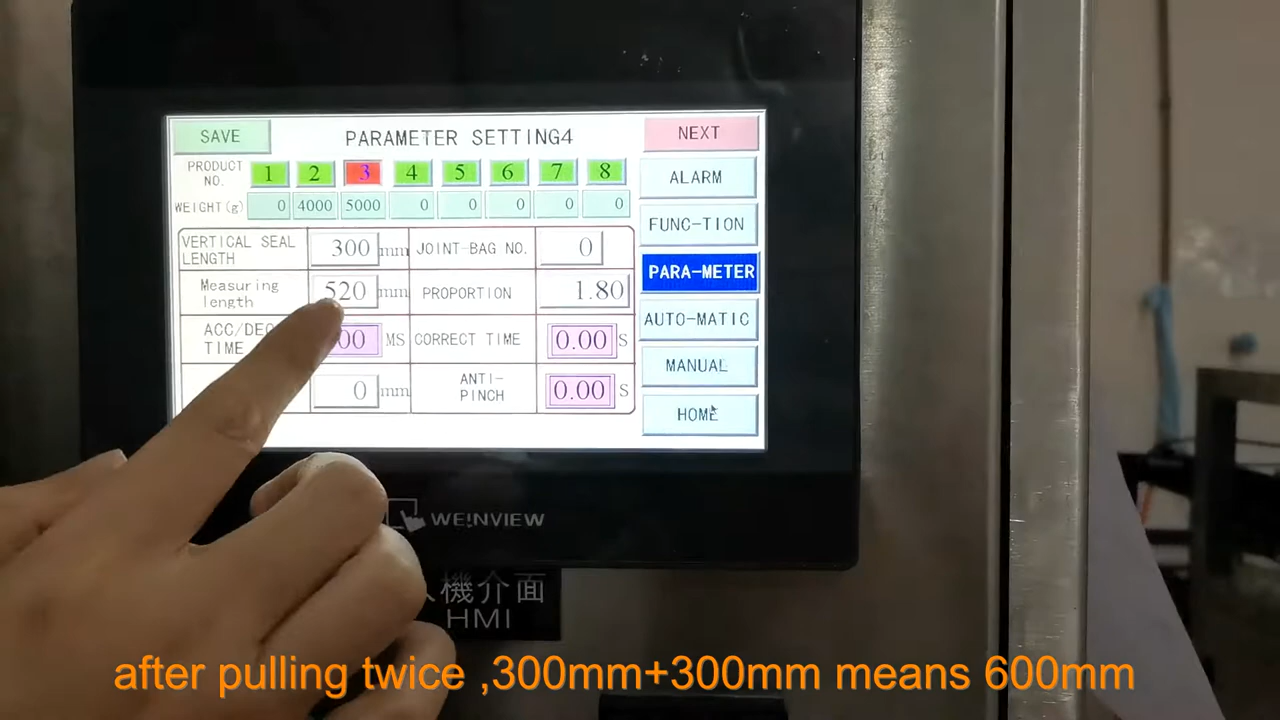 SAVE
PARAMETER SETTING4
NEXT
PRODUCT NO.
1 2 3 4 5 6 7 8
WEIGHT(g)
0 4000 5000 0 0 0 0 0
VERTICAL SEAL LENGTH
300 mm
JOINT-BAG NO.
0
Measuring length
520 mm
PROPORTION
1.80
TIME
MS
CORRECT TIME
0.00 S
0 mm
ANTI-PINCH
0.00 S
ALARM
FUNC-TION
PARA-METER
AUTO-MATIC
MANUAL
HOME
WEINVIEW
機介面
HMI
after pulling twice ,300mm+300mm means 600mm